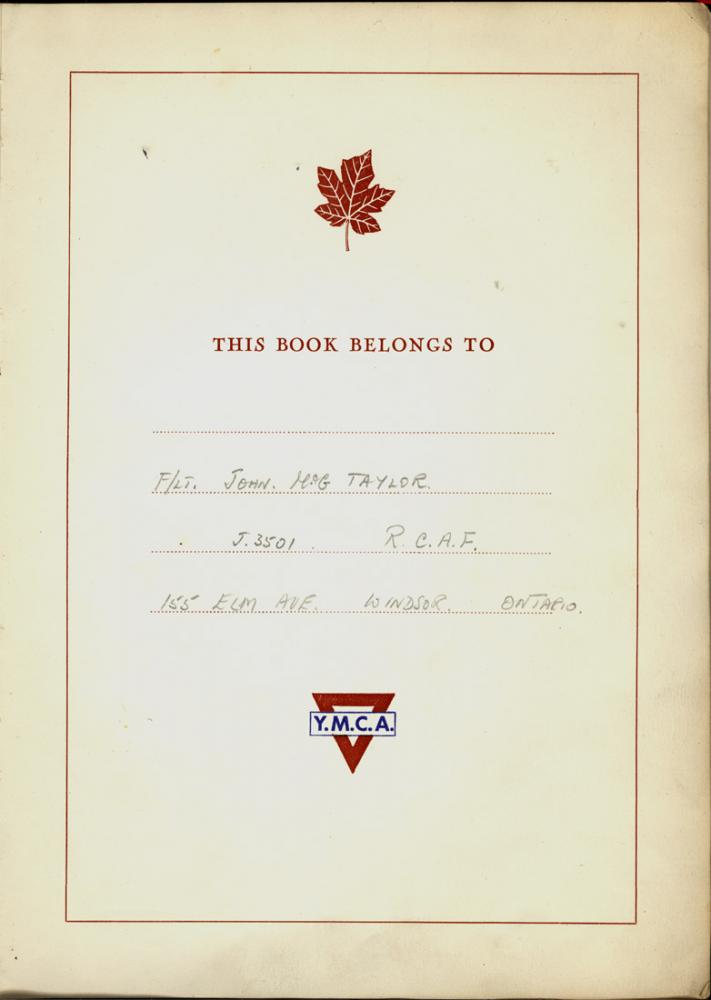 THIS BOOK BELONGS TO
F/LT. JOHN. McG TAYLOR.
J.3501. R.C.A.F.
155 ELM AVE. WINDSOR. ONTARIO.
Y.M.C.A.